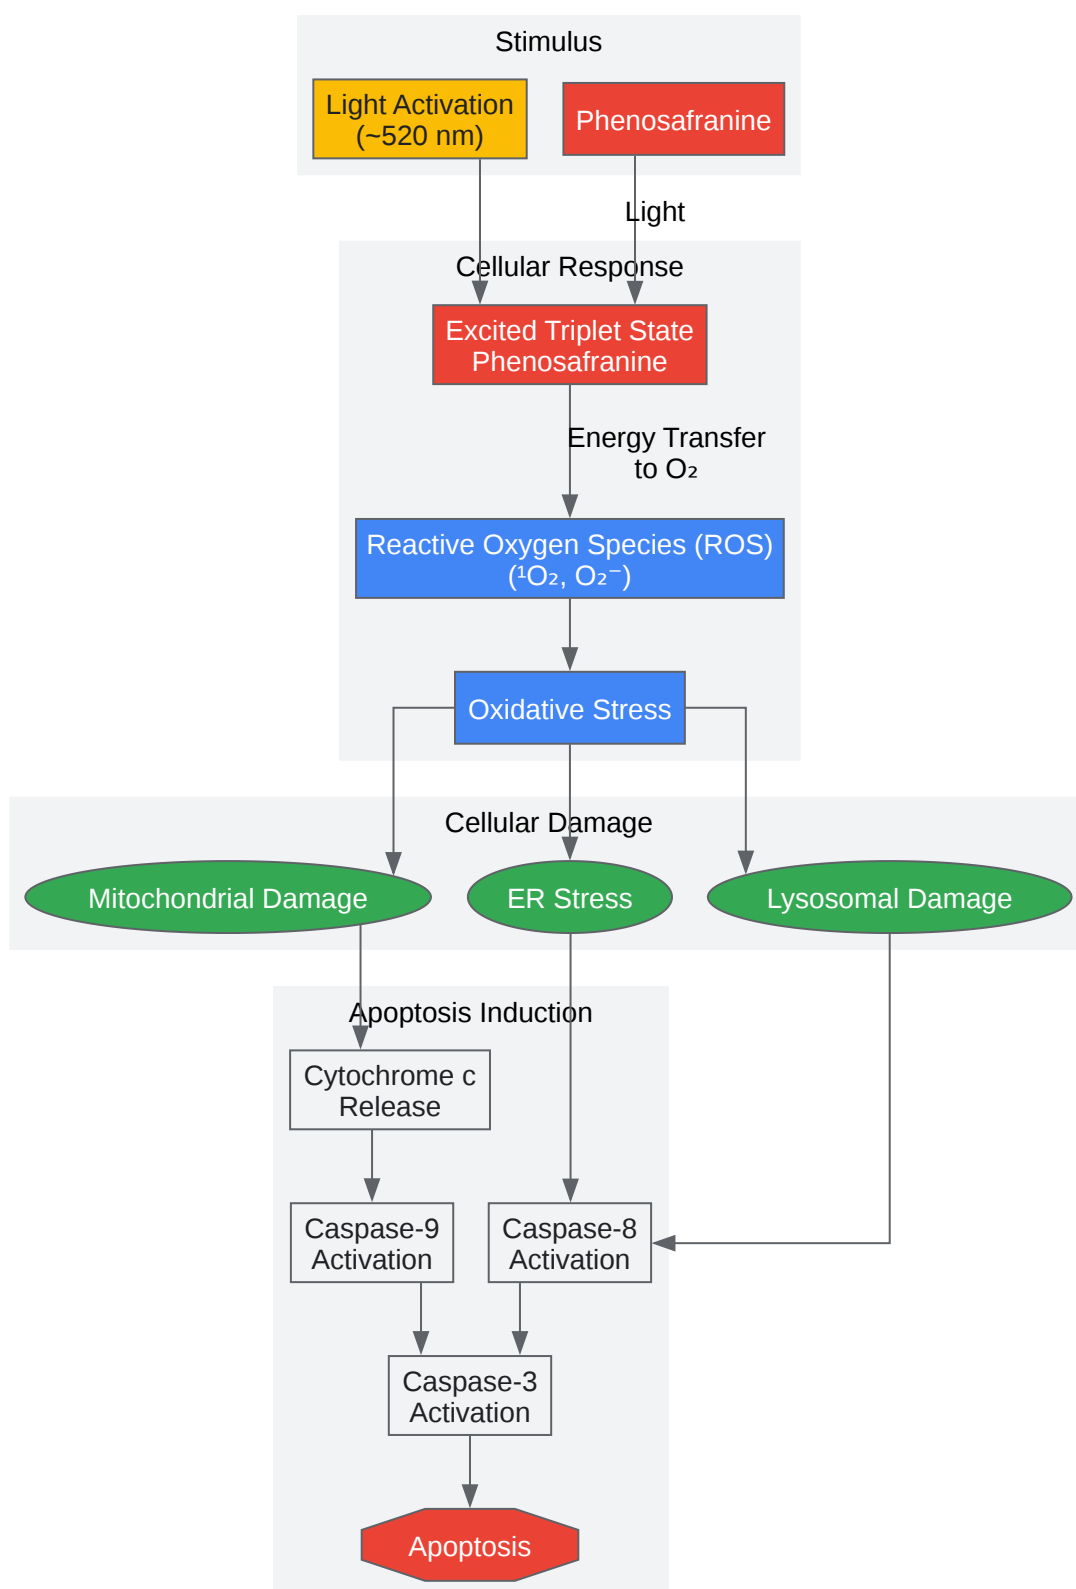 Stimulus
Light Activation
(~520 nm)
Phenosafranine
Light
Cellular Response
Excited Triplet State
Phenosafranine
Energy Transfer
to O₂
Reactive Oxygen Species (ROS)
(¹O₂, O₂⁻)
Oxidative Stress
Cellular Damage
Mitochondrial Damage
ER Stress
Lysosomal Damage
Apoptosis Induction
Cytochrome c
Release
Caspase-9
Activation
Caspase-8
Activation
Caspase-3
Activation
Apoptosis